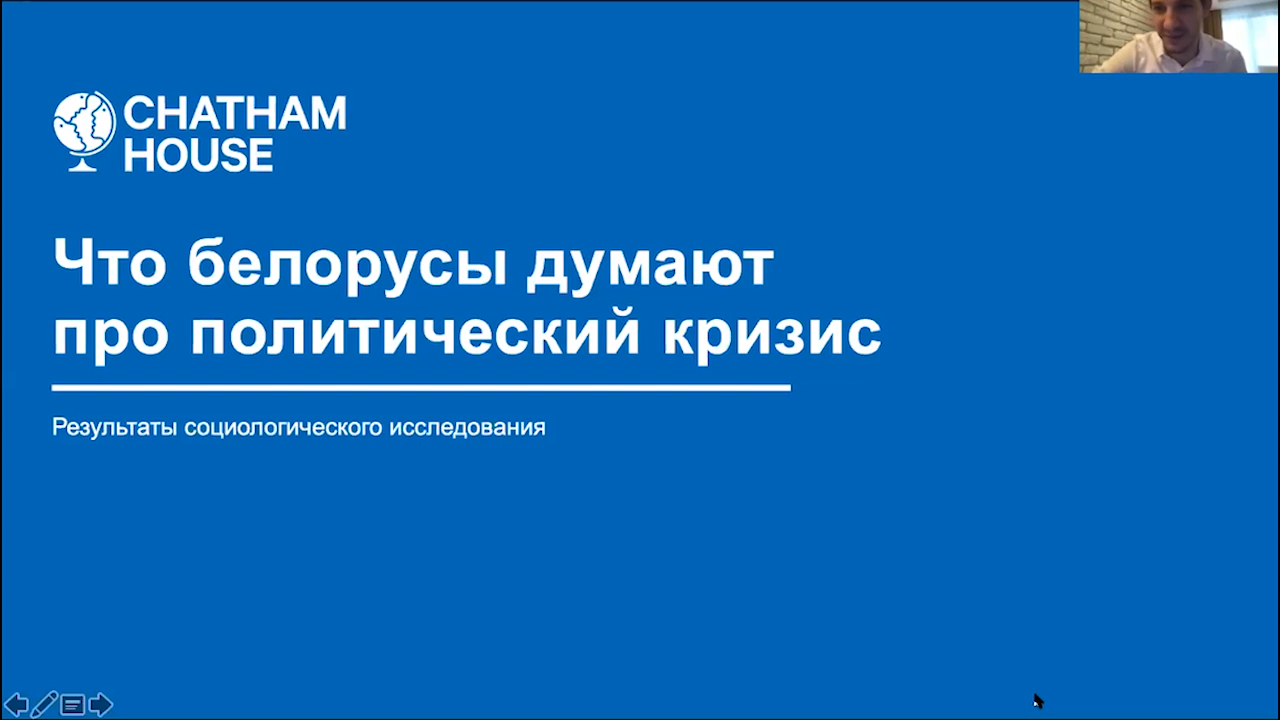 CHATHAM
HOUSE
Что белорусы думают
про политический кризис
Результаты социологического исследования